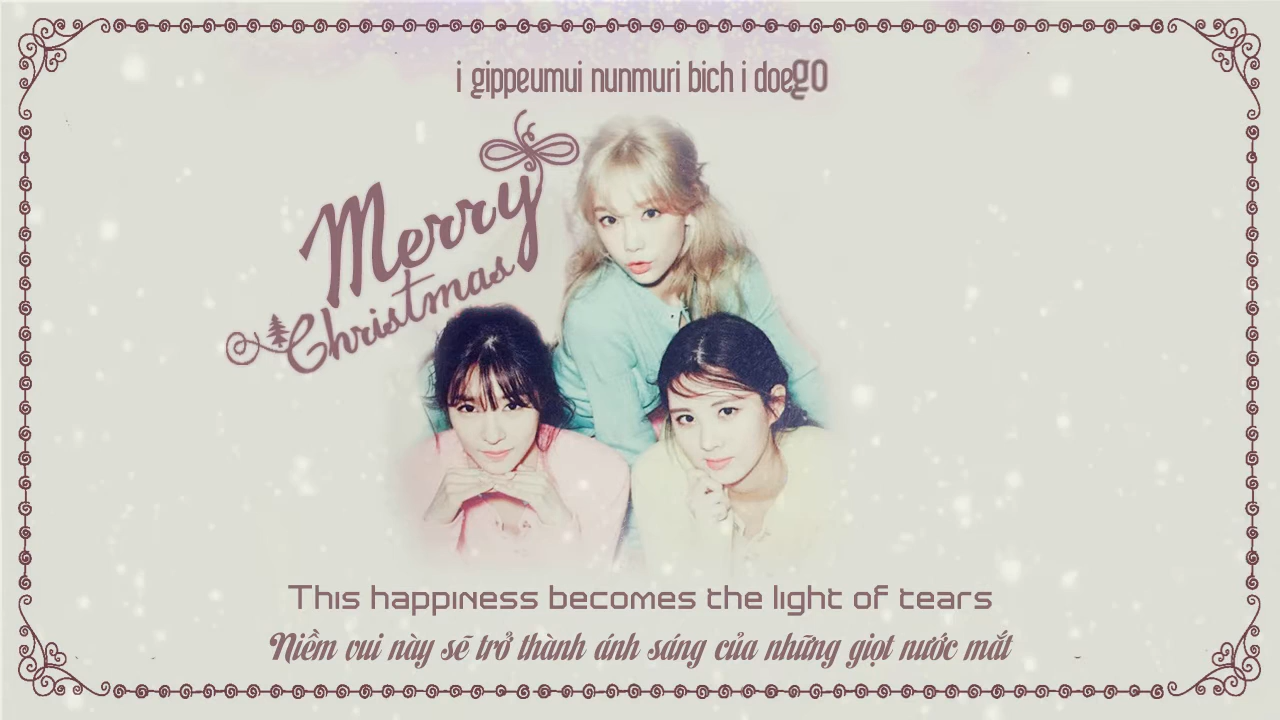 i gippeumui nunmuri bich i doego
Merry
Christmas
This happiness becomes the light of tears
Niềm vui này sẽ trở thành ánh sáng của những giọt nước mắt